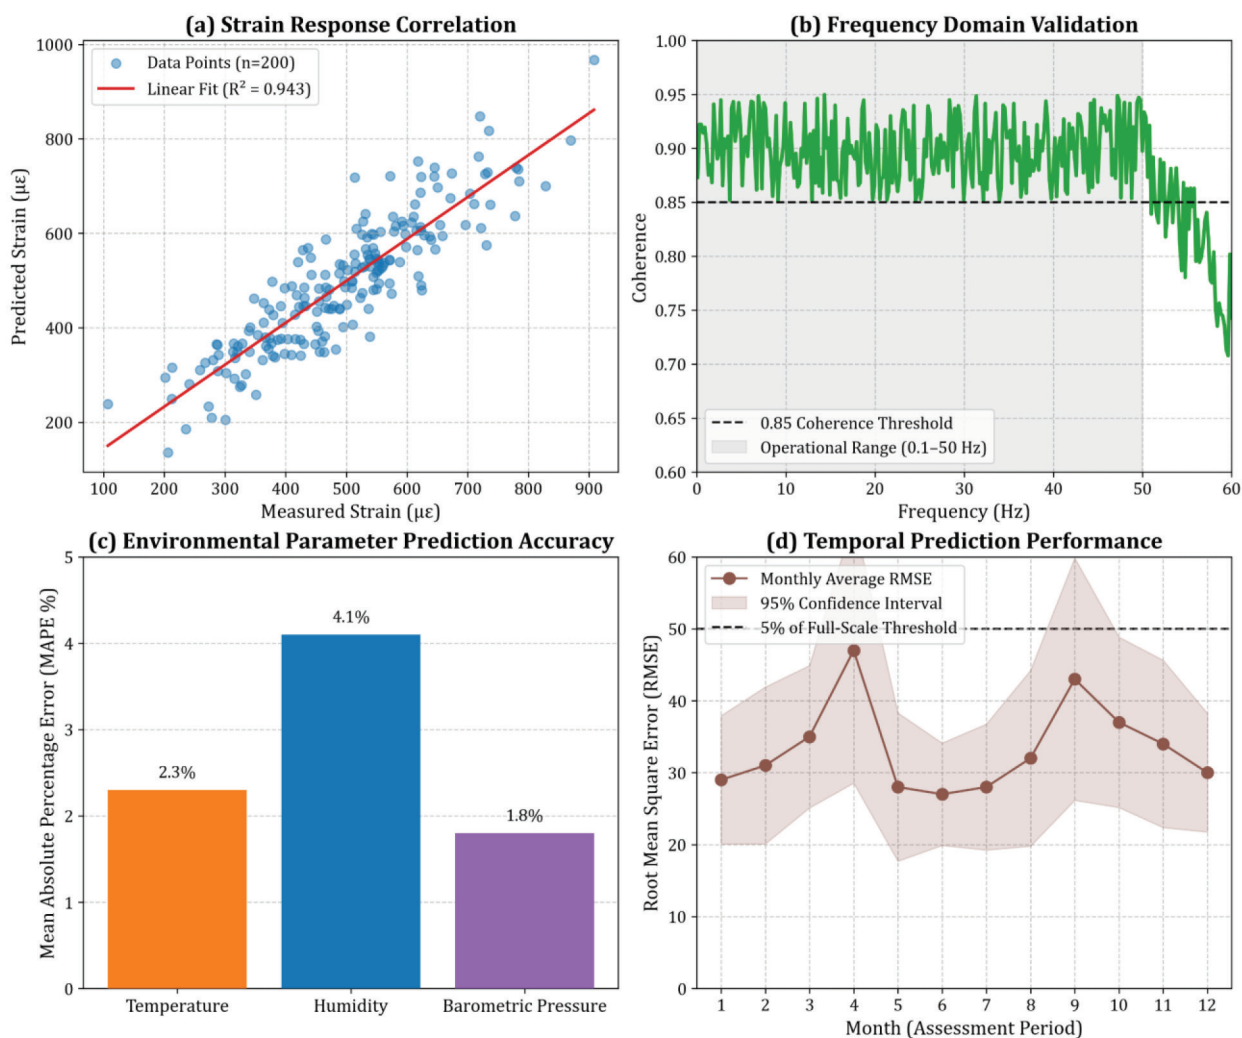 (a) Strain Response Correlation
1000
800
600
400
200
Predicted Strain (με)
Data Points (n=200)
Linear Fit (R² = 0.943)
100 200 300 400 500 600 700 800 900
Measured Strain (με)
(b) Frequency Domain Validation
1.00
0.95
0.90
0.85
0.80
0.75
0.70
0.65
0.60
Coherence
0.85 Coherence Threshold
Operational Range (0.1–50 Hz)
0 10 20 30 40 50 60
Frequency (Hz)
(c) Environmental Parameter Prediction Accuracy
5
4
3
2
1
0
Mean Absolute Percentage Error (MAPE %)
2.3%
4.1%
1.8%
Temperature Humidity Barometric Pressure
(d) Temporal Prediction Performance
60
50
40
30
20
10
0
Root Mean Square Error (RMSE)
Monthly Average RMSE
95% Confidence Interval
5% of Full-Scale Threshold
1 2 3 4 5 6 7 8 9 10 11 12
Month (Assessment Period)